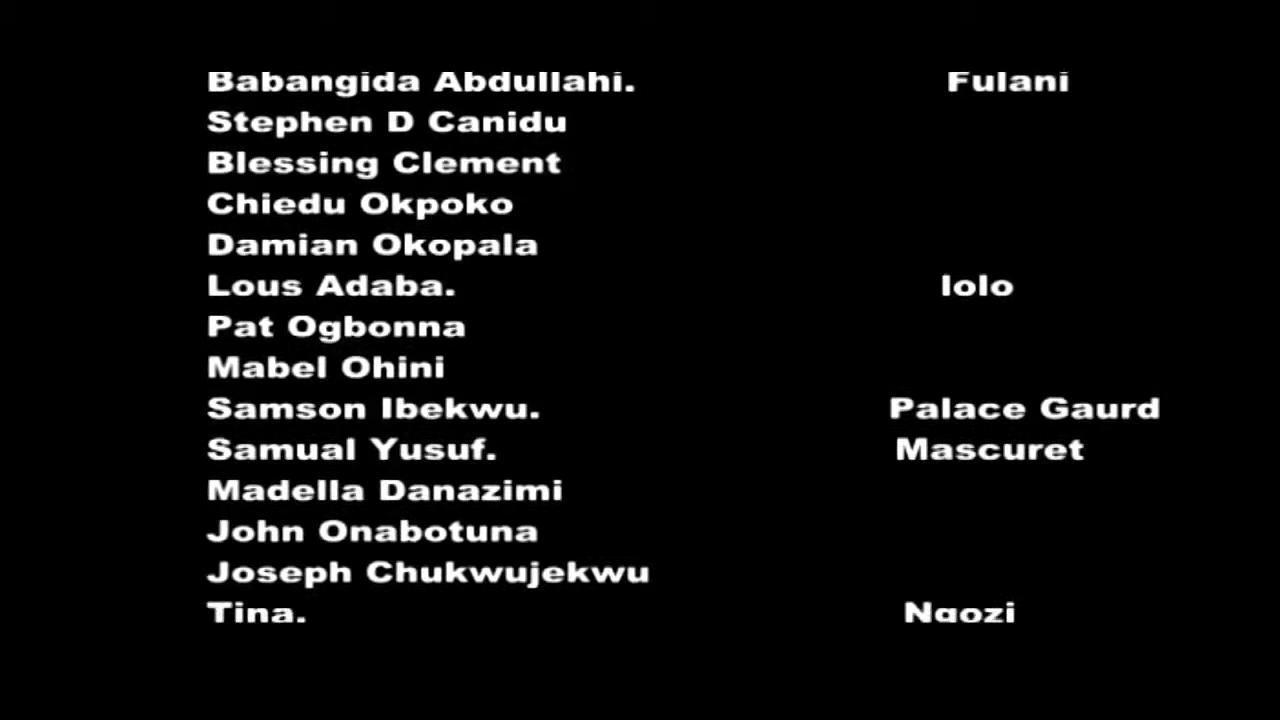 Babangida Abdullahi. Fulani
Stephen D Canidu
Blessing Clement
Chiedu Okpoko
Damian Okopala
Lous Adaba. lolo
Pat Ogbonna
Mabel Ohini
Samson Ibekwu. Palace Gaurd
Samual Yusuf. Mascuret
Madella Danazimi
John Onabotuna
Joseph Chukwujekwu
Tina. Ngozi